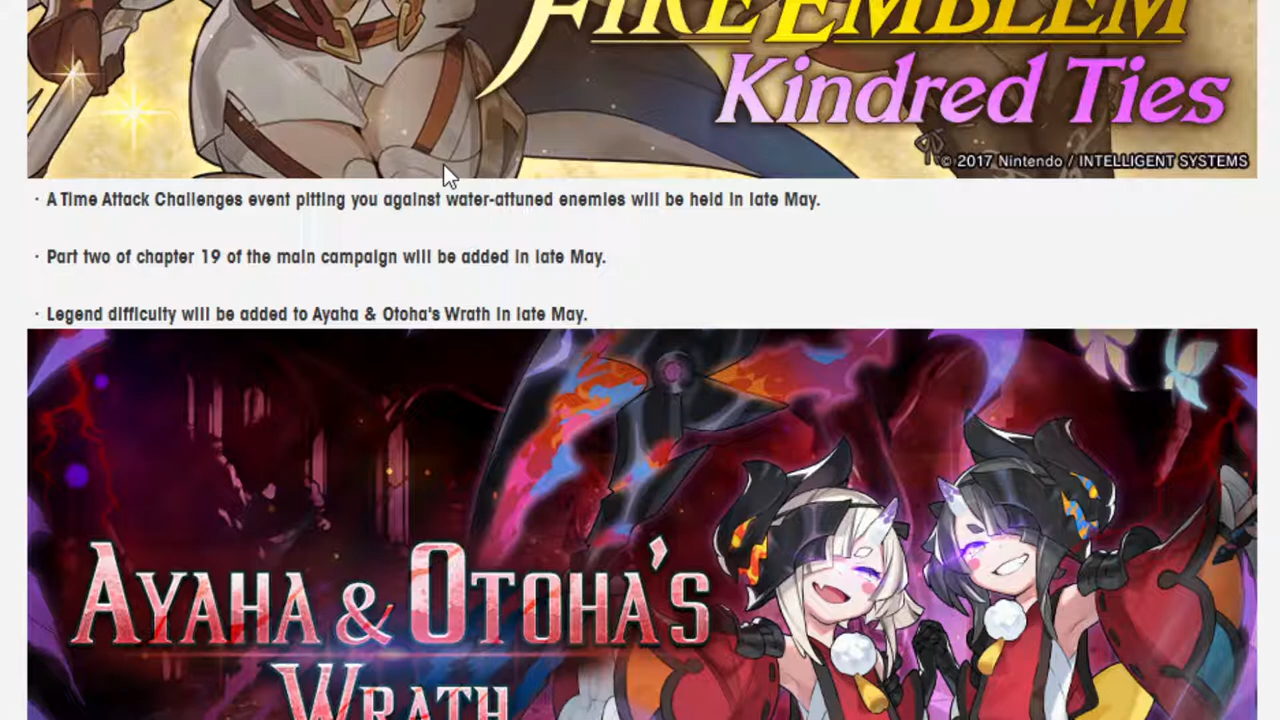 FIRE EMBLEM
Kindred Ties
© 2017 Nintendo / INTELLIGENT SYSTEMS
· A Time Attack Challenges event pitting you against water-attuned enemies will be held in late May.
· Part two of chapter 19 of the main campaign will be added in late May.
· Legend difficulty will be added to Ayaha & Otoha's Wrath in late May.
AYAHA & OTOHA'S
WRATH